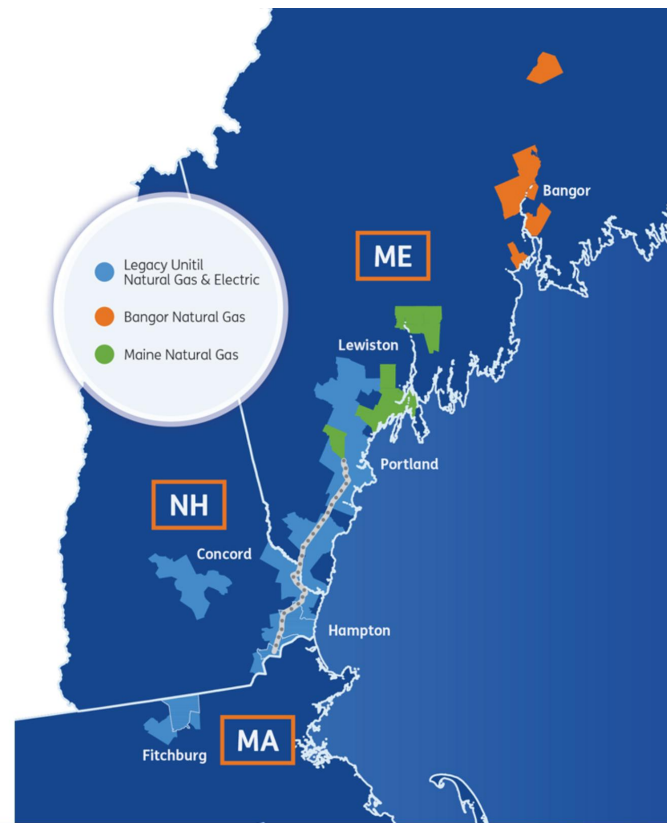 Bangor
ME
Legacy Unitil
Natural Gas & Electric
Bangor Natural Gas
Maine Natural Gas
Lewiston
Portland
NH
Concord
Hampton
MA
Fitchburg